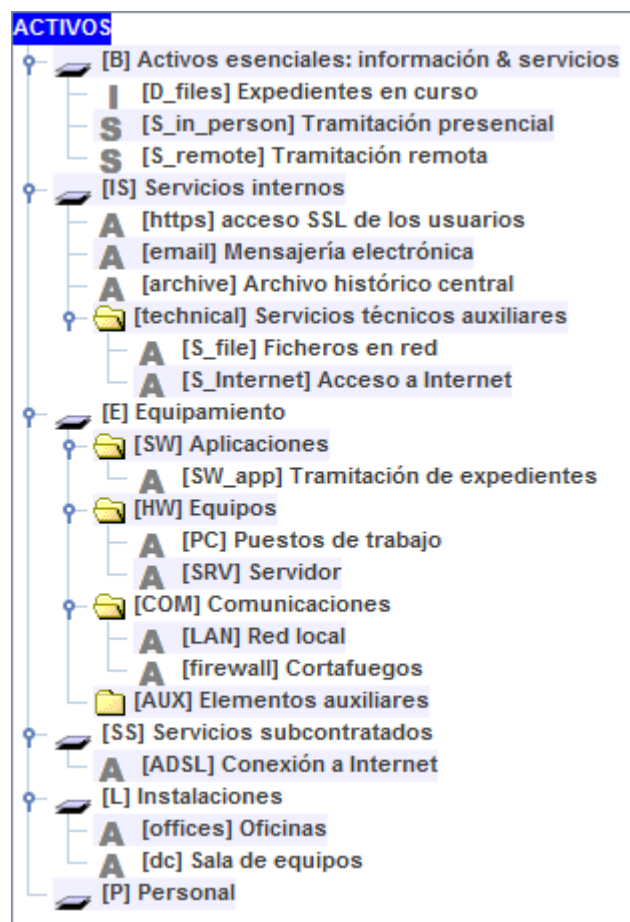 ACTIVOS
[B] Activos esenciales: información & servicios
I [D_files] Expedientes en curso
S [S_in_person] Tramitación presencial
S [S_remote] Tramitación remota
[IS] Servicios internos
A [https] acceso SSL de los usuarios
A [email] Mensajería electrónica
A [archive] Archivo histórico central
[technical] Servicios técnicos auxiliares
A [S_file] Ficheros en red
A [S_Internet] Acceso a Internet
[E] Equipamiento
[SW] Aplicaciones
A [SW_app] Tramitación de expedientes
[HW] Equipos
A [PC] Puestos de trabajo
A [SRV] Servidor
[COM] Comunicaciones
A [LAN] Red local
A [firewall] Cortafuegos
[AUX] Elementos auxiliares
[SS] Servicios subcontratados
A [ADSL] Conexión a Internet
[L] Instalaciones
A [offices] Oficinas
A [dc] Sala de equipos
[P] Personal